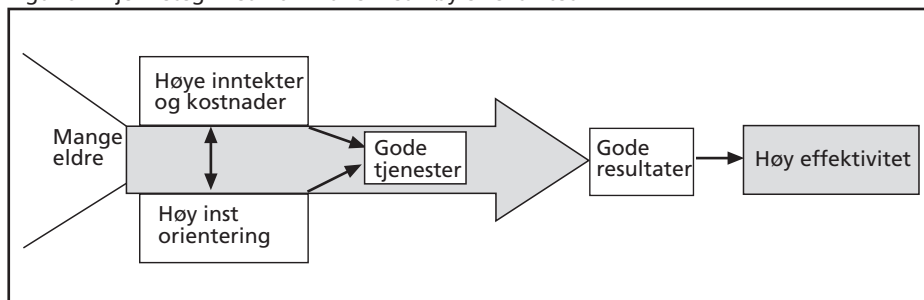 Høye inntekter
og kostnader
Mange
eldre
Gode
tjenester
Gode
resultater
Høy effektivitet
Høy inst
orientering